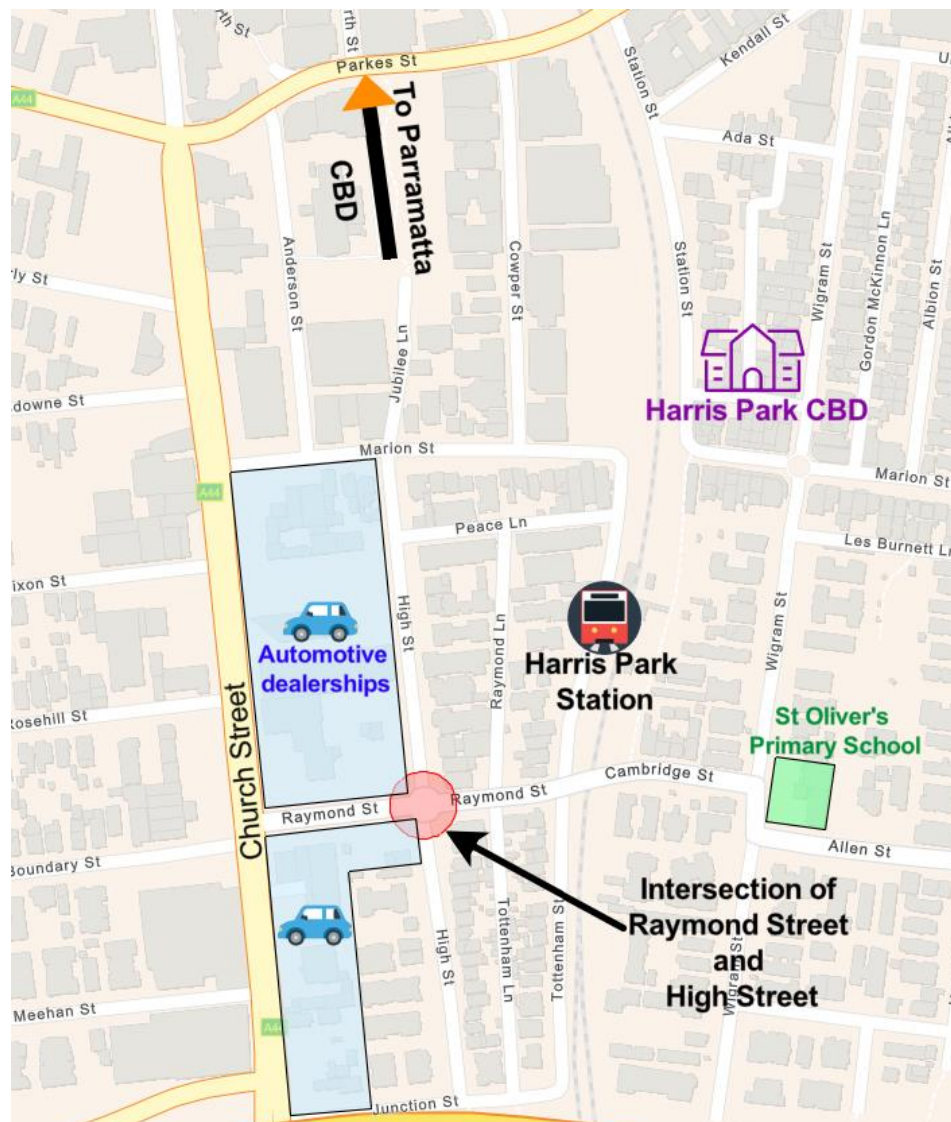 Parkes St
Station St
Kendall St
A44
Ada St
To Parramatta
CBD
Anderson St
Cowper St
Station St
Wigram St
Gordon McKinnon Ln
Albion St
Jubilee Ln
Harris Park CBD
Marion St
Marion St
A44
Peace Ln
Les Burnett Ln
High St
Raymond Ln
Wigram St
Automotive
dealerships
Harris Park
Station
Rosehill St
St Oliver's
Primary School
Church Street
Cambridge St
Raymond St
Raymond St
Boundary St
Allen St
Intersection of
Raymond Street
and
High Street
High St
Tottenham Ln
Tottenham St
Wigram St
Meehan St
A44
Junction St